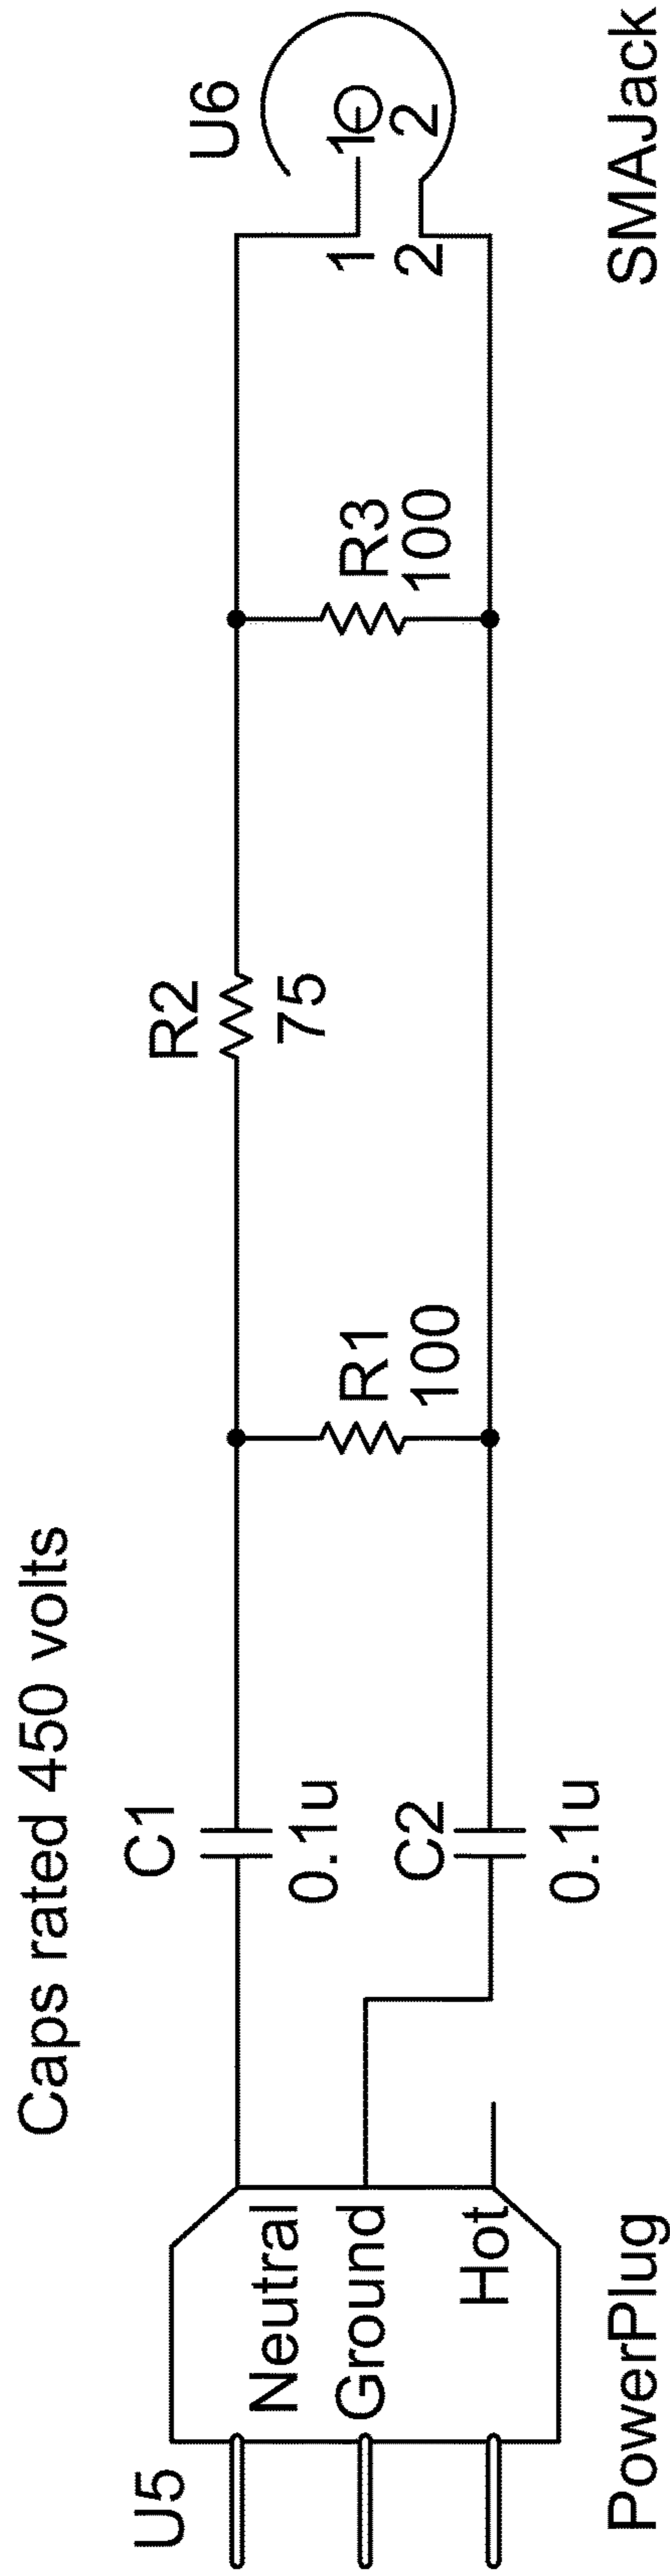 Caps rated 450 volts
U5
Neutral
Ground
Hot
PowerPlug
C1
0.1u
C2
0.1u
R1
100
R2
75
R3
100
U6
1
2
1
2
SMAJack